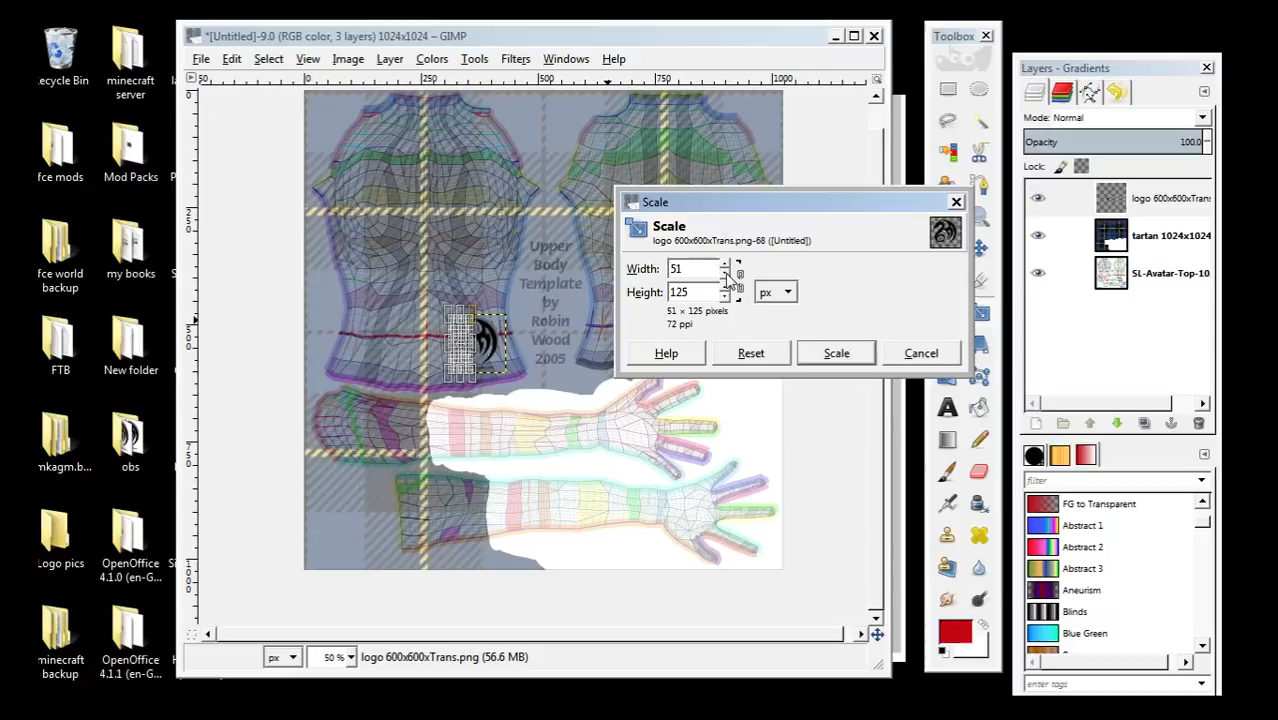 ecycle Bin
minecraft
server
fce mods
Mod Packs
fce world
backup
my books
FTB
New folder
mkagm.b...
obs
Logo pics
OpenOffice
4.1.0 (en-G...
minecraft
backup
OpenOffice
4.1.1 (en-G...
*[Untitled]-9.0 (RGB color, 3 layers) 1024x1024 – GIMP
File Edit Select View Image Layer Colors Tools Filters Windows Help
0 250 500 750 1000
Upper
Body
Template
by
Robin
Wood
2005
px 50 % logo 600x600xTrans.png (56.6 MB)
Scale
Scale
logo 600x600xTrans.png-68 ([Untitled])
Width: 51
Height: 125 px
51 × 125 pixels
72 ppi
Help Reset Scale Cancel
Toolbox
Layers - Gradients
Mode: Normal
Opacity 100.0
Lock:
logo 600x600xTran
tartan 1024x1024
SL-Avatar-Top-10
filter
FG to Transparent
Abstract 1
Abstract 2
Abstract 3
Aneurism
Blinds
Blue Green
enter tags